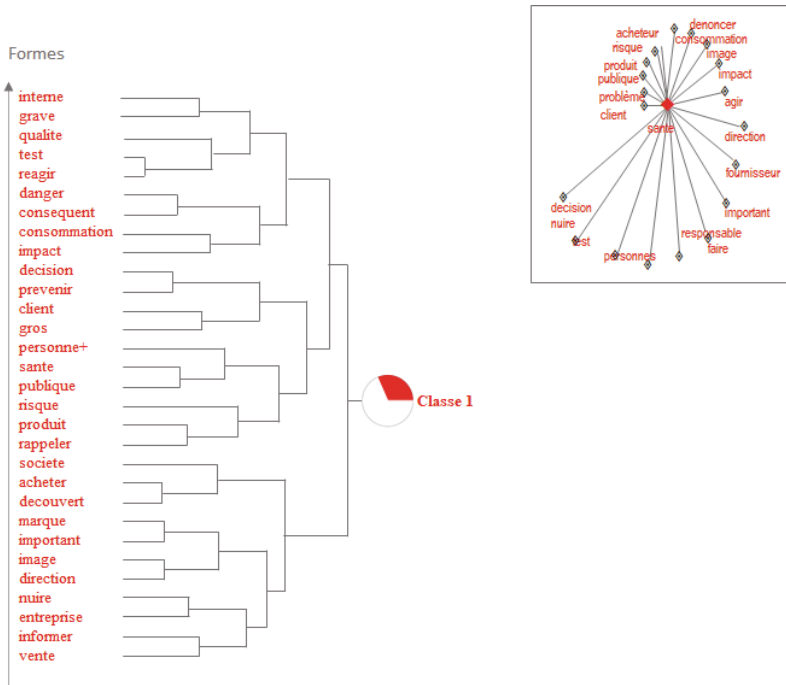 Formes
interne
grave
qualite
test
reagir
danger
consequent
consommation
impact
decision
prevenir
client
gros
personne+
sante
publique
risque
produit
rappeler
societe
acheter
decouvert
marque
important
image
direction
nuire
entreprise
informer
vente
Classe 1
denoncer
acheteur
consommation
risque
image
produit
impact
publique
problème
agir
client
sante
direction
fournisseur
decision
important
nuire
responsable
test
faire
personnes